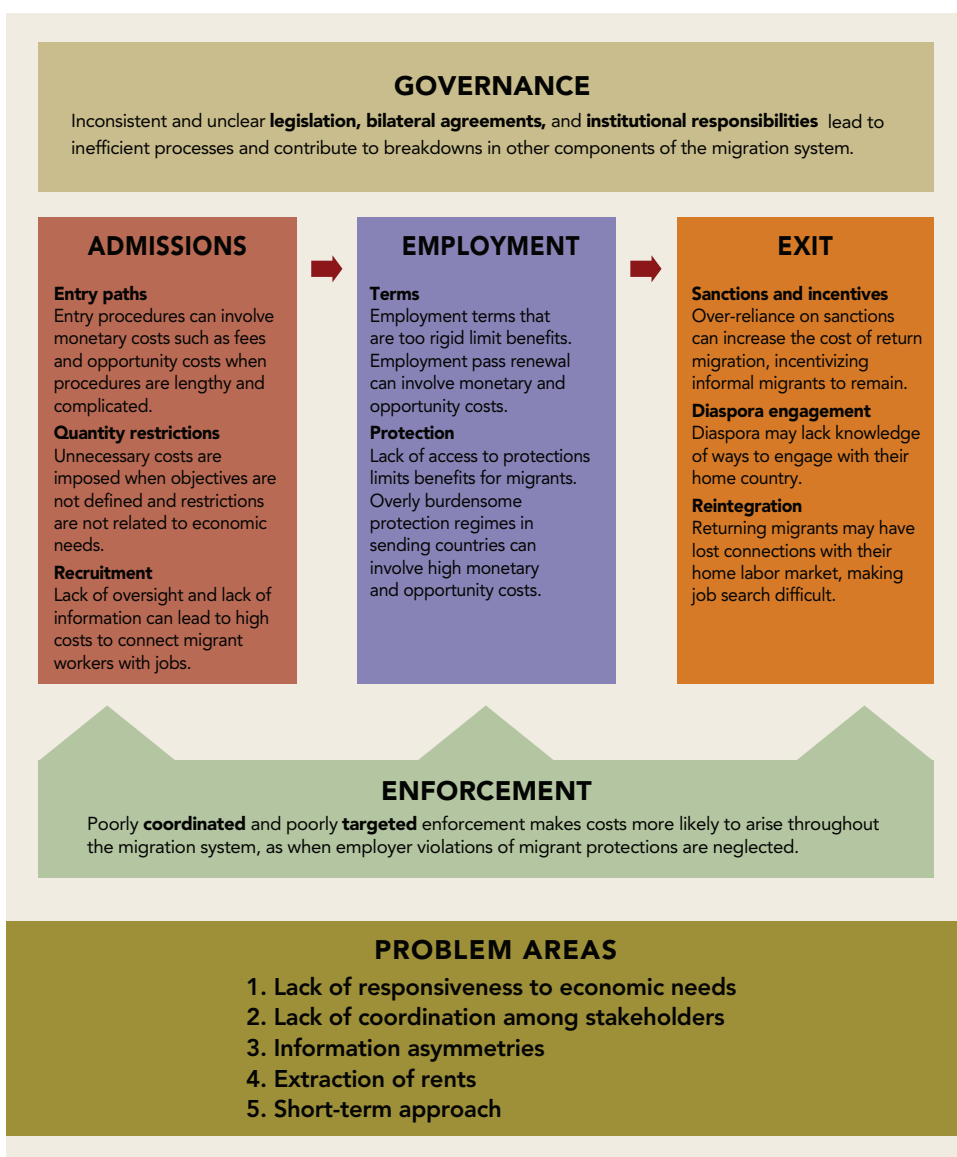 GOVERNANCE
Inconsistent and unclear legislation, bilateral agreements, and institutional responsibilities lead to
inefficient processes and contribute to breakdowns in other components of the migration system.
ADMISSIONS
Entry paths
Entry procedures can involve
monetary costs such as fees
and opportunity costs when
procedures are lengthy and
complicated.
Quantity restrictions
Unnecessary costs are
imposed when objectives are
not defined and restrictions
are not related to economic
needs.
Recruitment
Lack of oversight and lack of
information can lead to high
costs to connect migrant
workers with jobs.
EMPLOYMENT
Terms
Employment terms that
are too rigid limit benefits.
Employment pass renewal
can involve monetary and
opportunity costs.
Protection
Lack of access to protections
limits benefits for migrants.
Overly burdensome
protection regimes in
sending countries can
involve high monetary
and opportunity costs.
EXIT
Sanctions and incentives
Over-reliance on sanctions
can increase the cost of return
migration, incentivizing
informal migrants to remain.
Diaspora engagement
Diaspora may lack knowledge
of ways to engage with their
home country.
Reintegration
Returning migrants may have
lost connections with their
home labor market, making
job search difficult.
ENFORCEMENT
Poorly coordinated and poorly targeted enforcement makes costs more likely to arise throughout
the migration system, as when employer violations of migrant protections are neglected.
PROBLEM AREAS
1. Lack of responsiveness to economic needs
2. Lack of coordination among stakeholders
3. Information asymmetries
4. Extraction of rents
5. Short-term approach